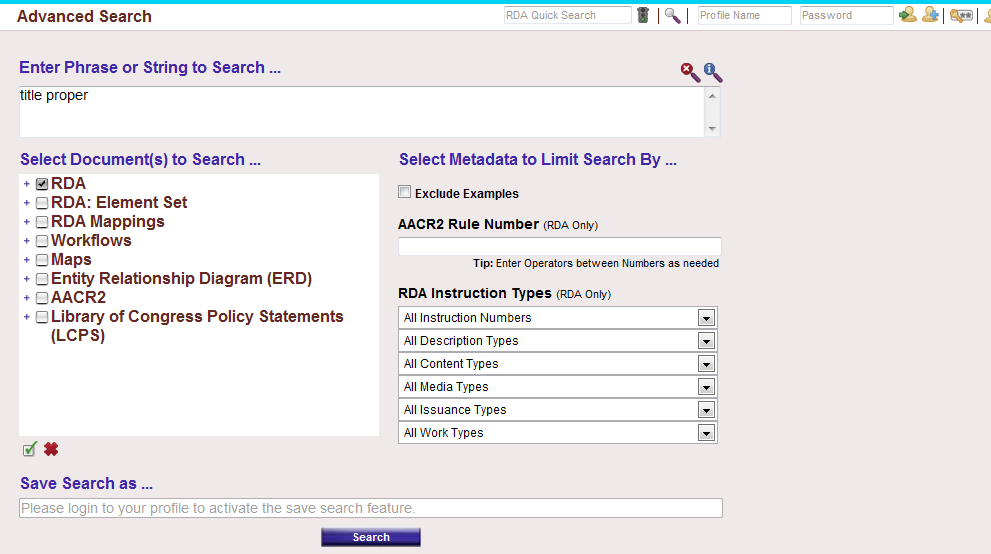 Advanced Search
RDA Quick Search
Profile Name
Password
Enter Phrase or String to Search ...
title proper
Select Document(s) to Search ...
RDA
RDA: Element Set
RDA Mappings
Workflows
Maps
Entity Relationship Diagram (ERD)
AACR2
Library of Congress Policy Statements
(LCPS)
Select Metadata to Limit Search By ...
Exclude Examples
AACR2 Rule Number (RDA Only)
Tip: Enter Operators between Numbers as needed
RDA Instruction Types (RDA Only)
All Instruction Numbers
All Description Types
All Content Types
All Media Types
All Issuance Types
All Work Types
Save Search as ...
Please login to your profile to activate the save search feature.
Search